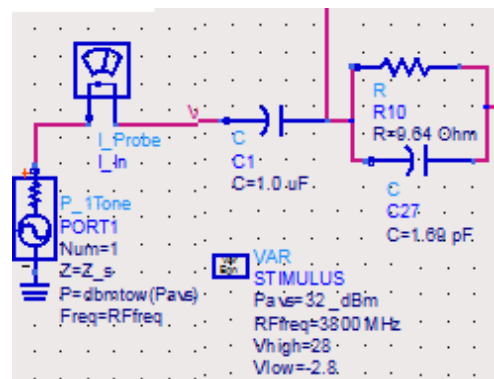 I_Probe
I_In
V
C
C1
C=1.0 uF
R
R10
R=9.64 Ohm
C
C27
C=1.69 pF
P_1Tone
PORT1
Num=1
Z=Z_s
P=dbmtow(Pavs)
Freq=RFfreq
Var
Eqn
VAR
STIMULUS
Pavs=32 _dBm
RFfreq=3800 MHz
Vhigh=28
Vlow=-2.8